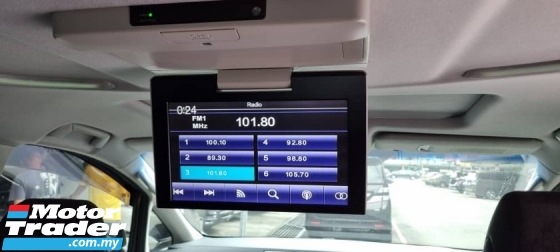 0:24
Radio
FM1
MHz
101.80
1 100.10
4 92.80
2 89.30
5 98.80
3 101.80
6 105.70
Motor
Trader
.com.my